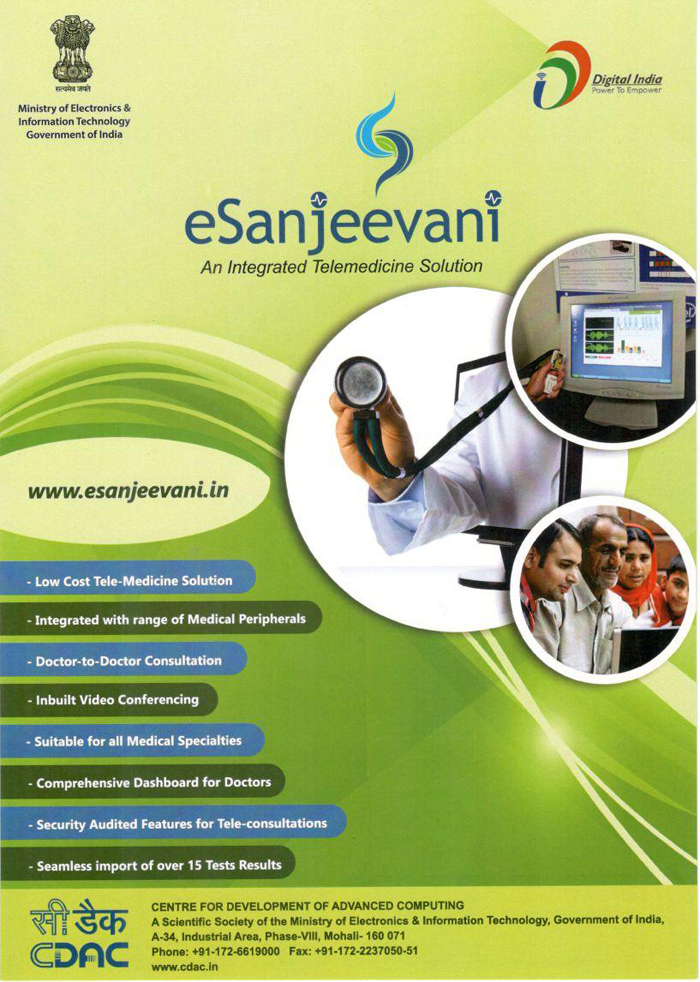 सत्यमेव जयते
Ministry of Electronics &
Information Technology
Government of India
Digital India
Power To Empower
eSanjeevani
An Integrated Telemedicine Solution
www.esanjeevani.in
- Low Cost Tele-Medicine Solution
- Integrated with range of Medical Peripherals
- Doctor-to-Doctor Consultation
- Inbuilt Video Conferencing
- Suitable for all Medical Specialties
- Comprehensive Dashboard for Doctors
- Security Audited Features for Tele-consultations
- Seamless import of over 15 Tests Results
सी डैक
CDAC
CENTRE FOR DEVELOPMENT OF ADVANCED COMPUTING
A Scientific Society of the Ministry of Electronics & Information Technology, Government of India,
A-34, Industrial Area, Phase-VIII, Mohali- 160 071
Phone: +91-172-6619000 Fax: +91-172-2237050-51
www.cdac.in